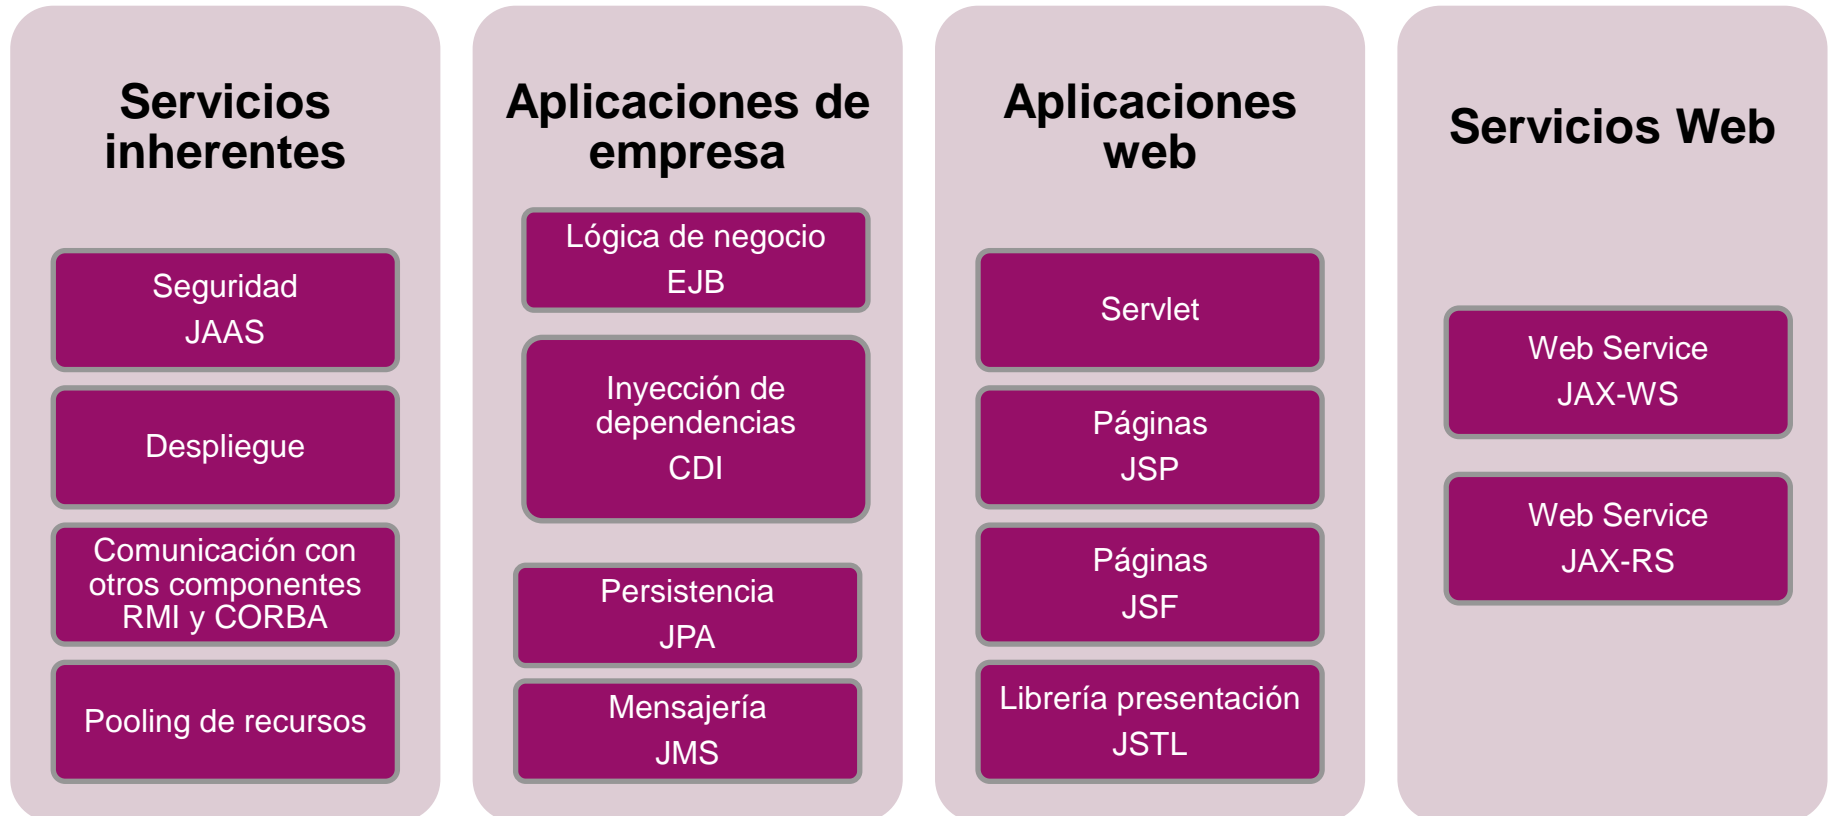 Servicios
inherentes
Seguridad
JAAS
Despliegue
Comunicación con
otros componentes
RMI y CORBA
Pooling de recursos
Aplicaciones de
empresa
Lógica de negocio
EJB
Inyección de
dependencias
CDI
Persistencia
JPA
Mensajería
JMS
Aplicaciones
web
Servlet
Páginas
JSP
Páginas
JSF
Librería presentación
JSTL
Servicios Web
Web Service
JAX-WS
Web Service
JAX-RS